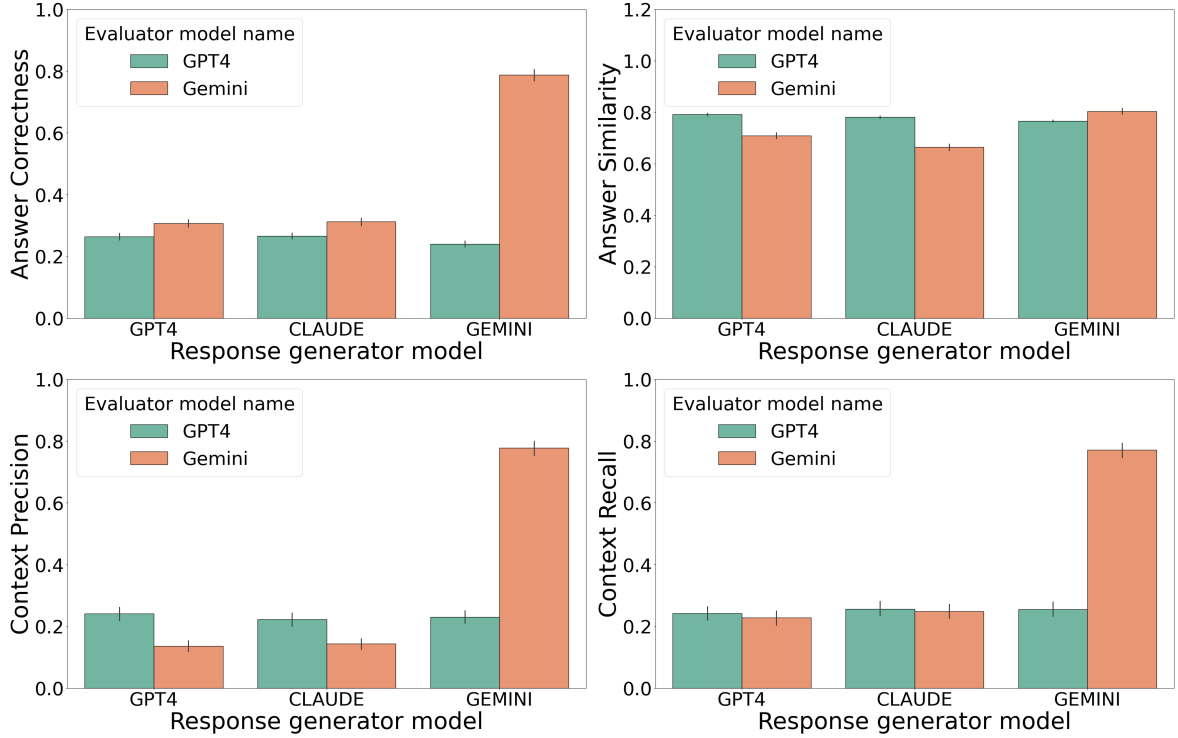 Answer Correctness
1.0
0.8
0.6
0.4
0.2
0.0
Evaluator model name
GPT4
Gemini
GPT4 CLAUDE GEMINI
Response generator model
Answer Similarity
1.2
1.0
0.8
0.6
0.4
0.2
0.0
Evaluator model name
GPT4
Gemini
GPT4 CLAUDE GEMINI
Response generator model
Context Precision
1.0
0.8
0.6
0.4
0.2
0.0
Evaluator model name
GPT4
Gemini
GPT4 CLAUDE GEMINI
Response generator model
Context Recall
1.0
0.8
0.6
0.4
0.2
0.0
Evaluator model name
GPT4
Gemini
GPT4 CLAUDE GEMINI
Response generator model